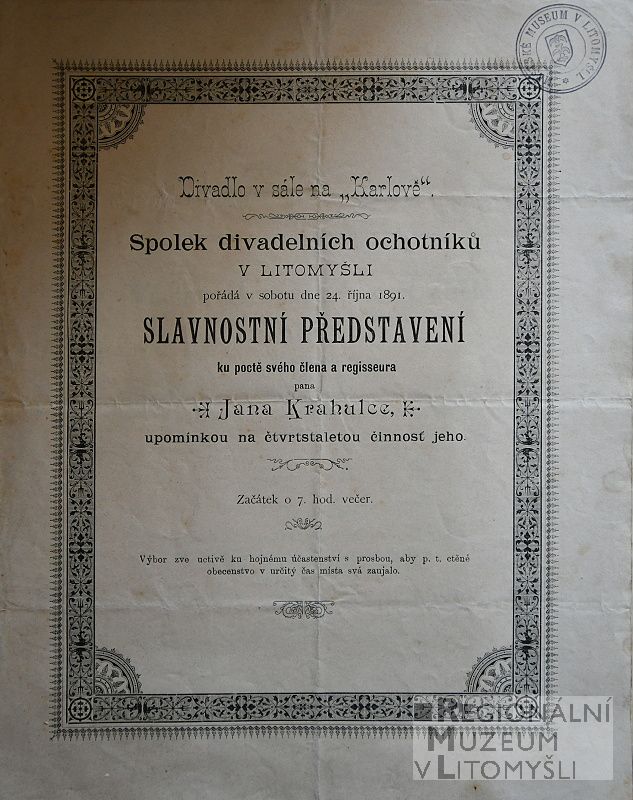 MUSEUM V LITOMYŠLI
Divadlo v sále na „Karlově“.
Spolek divadelních ochotníků
V LITOMYŠLI
pořádá v sobotu dne 24. října 1891.
SLAVNOSTNÍ PŘEDSTAVENÍ
ku poctě svého člena a regisseura
pana
Jana Krahulce,
upomínkou na čtvrtstaletou činnosť jeho.
Začátek o 7. hod. večer.
Výbor zve uctivě ku hojnému účastenství s prosbou, aby p. t. ctěné
obecenstvo v určitý čas místa svá zaujalo.
REGIONÁLNÍ
MUZEUM
V LITOMYŠLI